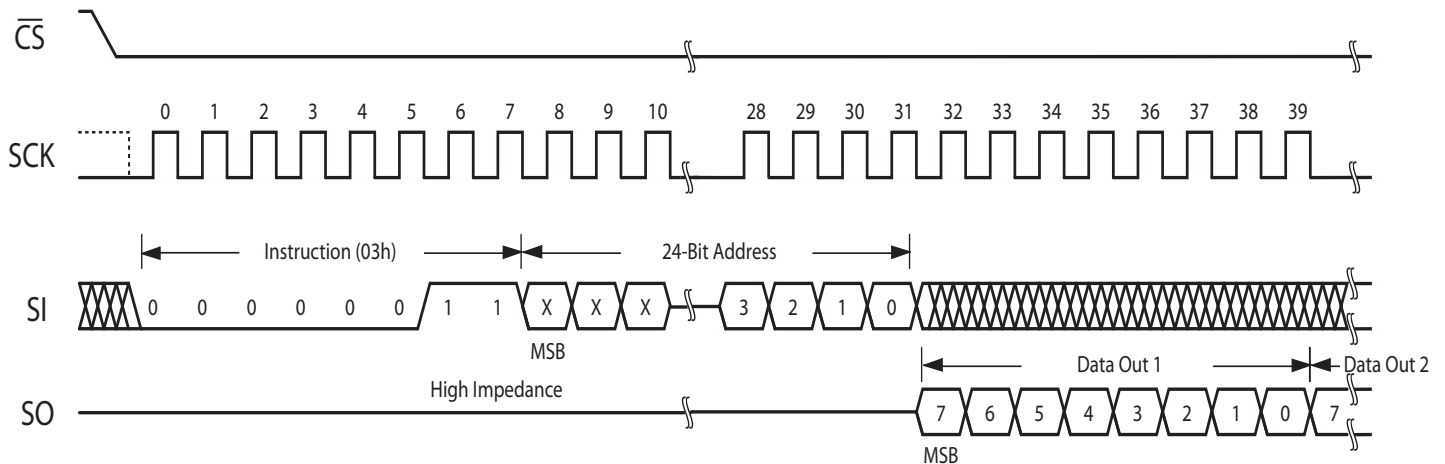 CS
0 1 2 3 4 5 6 7 8 9 10 28 29 30 31 32 33 34 35 36 37 38 39
SCK
Instruction (03h) 24-Bit Address
SI 0 0 0 0 0 0 1 1 X X X 3 2 1 0
MSB
Data Out 1 Data Out 2
High Impedance
SO 7 6 5 4 3 2 1 0 7
MSB